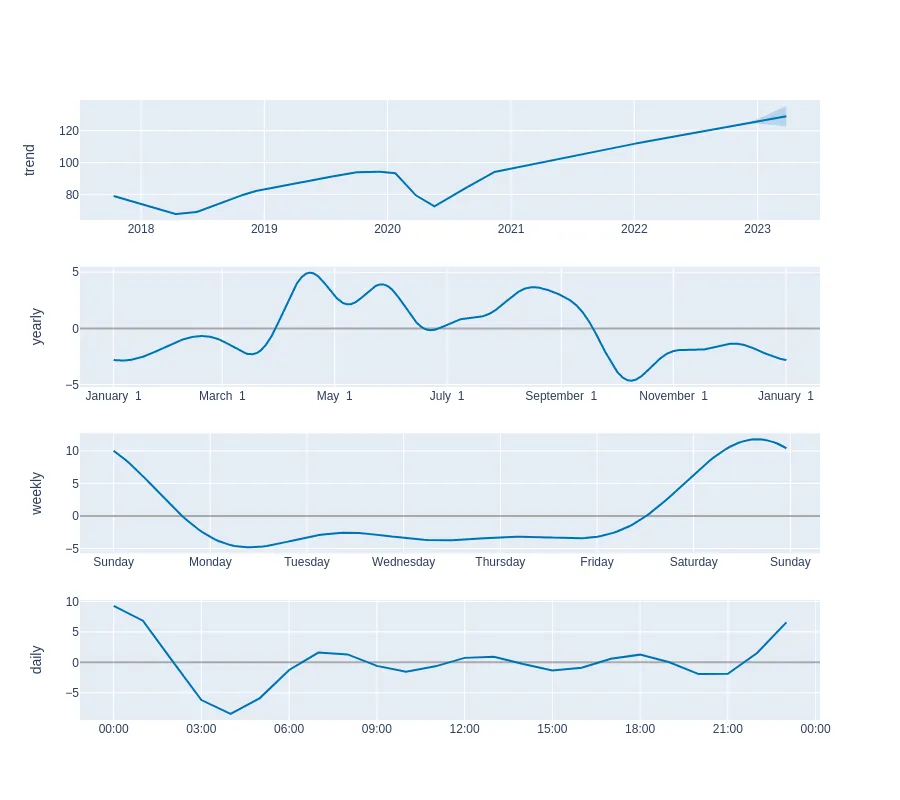 trend
120
100
80
2018 2019 2020 2021 2022 2023
yearly
5
0
−5
January 1 March 1 May 1 July 1 September 1 November 1 January 1
weekly
10
5
0
−5
Sunday Monday Tuesday Wednesday Thursday Friday Saturday Sunday
daily
10
5
0
−5
00:00 03:00 06:00 09:00 12:00 15:00 18:00 21:00 00:00